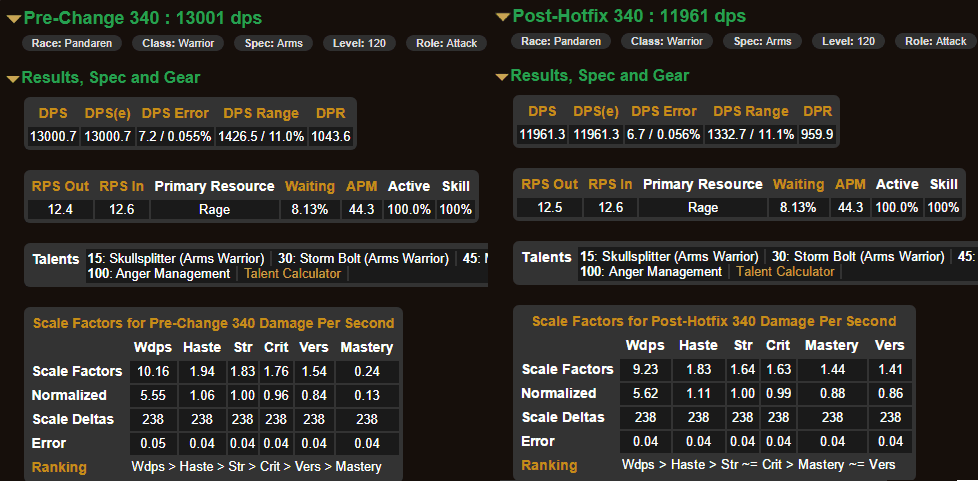 Pre-Change 340 : 13001 dps
Race: Pandaren Class: Warrior Spec: Arms Level: 120 Role: Attack
Results, Spec and Gear
DPS DPS(e) DPS Error DPS Range DPR
13000.7 13000.7 7.2 / 0.055% 1426.5 / 11.0% 1043.6
RPS Out RPS In Primary Resource Waiting APM Active Skill
12.4 12.6 Rage 8.13% 44.3 100.0% 100%
Talents 15: Skullsplitter (Arms Warrior) 30: Storm Bolt (Arms Warrior) 45:
100: Anger Management Talent Calculator
Scale Factors for Pre-Change 340 Damage Per Second
Wdps Haste Str Crit Vers Mastery
Scale Factors 10.16 1.94 1.83 1.76 1.54 0.24
Normalized 5.55 1.06 1.00 0.96 0.84 0.13
Scale Deltas 238 238 238 238 238 238
Error 0.05 0.04 0.04 0.04 0.04 0.04
Ranking Wdps > Haste > Str > Crit > Vers > Mastery
Post-Hotfix 340 : 11961 dps
Race: Pandaren Class: Warrior Spec: Arms Level: 120 Role: Attack
Results, Spec and Gear
DPS DPS(e) DPS Error DPS Range DPR
11961.3 11961.3 6.7 / 0.056% 1332.7 / 11.1% 959.9
RPS Out RPS In Primary Resource Waiting APM Active Skill
12.5 12.6 Rage 8.13% 44.3 100.0% 100%
Talents 15: Skullsplitter (Arms Warrior) 30: Storm Bolt (Arms Warrior) 45:
100: Anger Management Talent Calculator
Scale Factors for Post-Hotfix 340 Damage Per Second
Wdps Haste Str Crit Mastery Vers
Scale Factors 9.23 1.83 1.64 1.63 1.44 1.41
Normalized 5.62 1.11 1.00 0.99 0.88 0.86
Scale Deltas 238 238 238 238 238 238
Error 0.04 0.04 0.04 0.04 0.04 0.04
Ranking Wdps > Haste > Str ~= Crit > Mastery ~= Vers